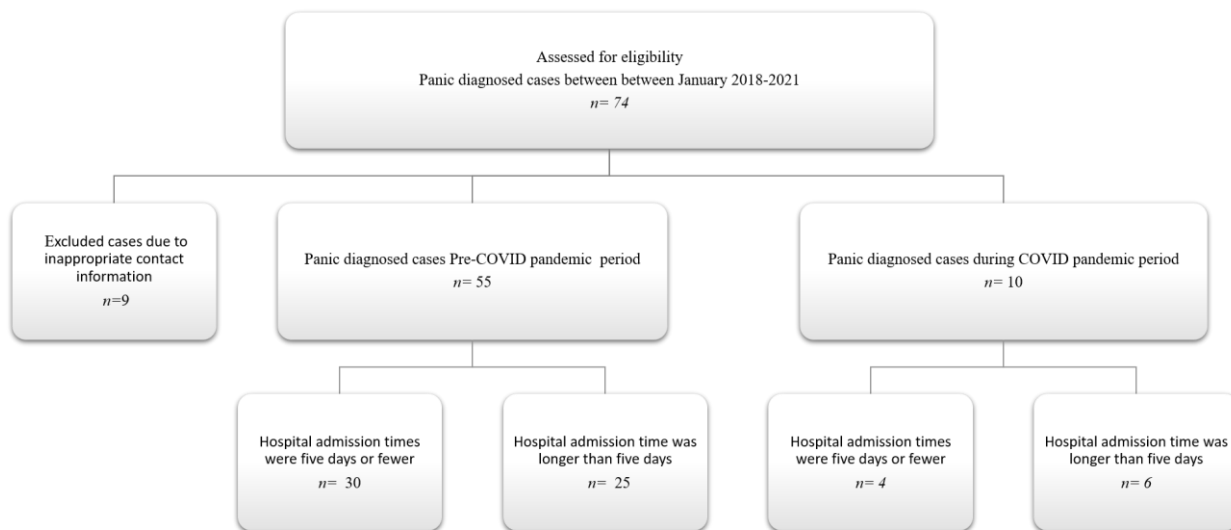 Assessed for eligibility
Panic diagnosed cases between between January 2018-2021
n= 74
Excluded cases due to
inappropriate contact
information
n=9
Panic diagnosed cases Pre-COVID pandemic period
n= 55
Panic diagnosed cases during COVID pandemic period
n= 10
Hospital admission times
were five days or fewer
n= 30
Hospital admission time was
longer than five days
n= 25
Hospital admission times
were five days or fewer
n= 4
Hospital admission time was
longer than five days
n= 6